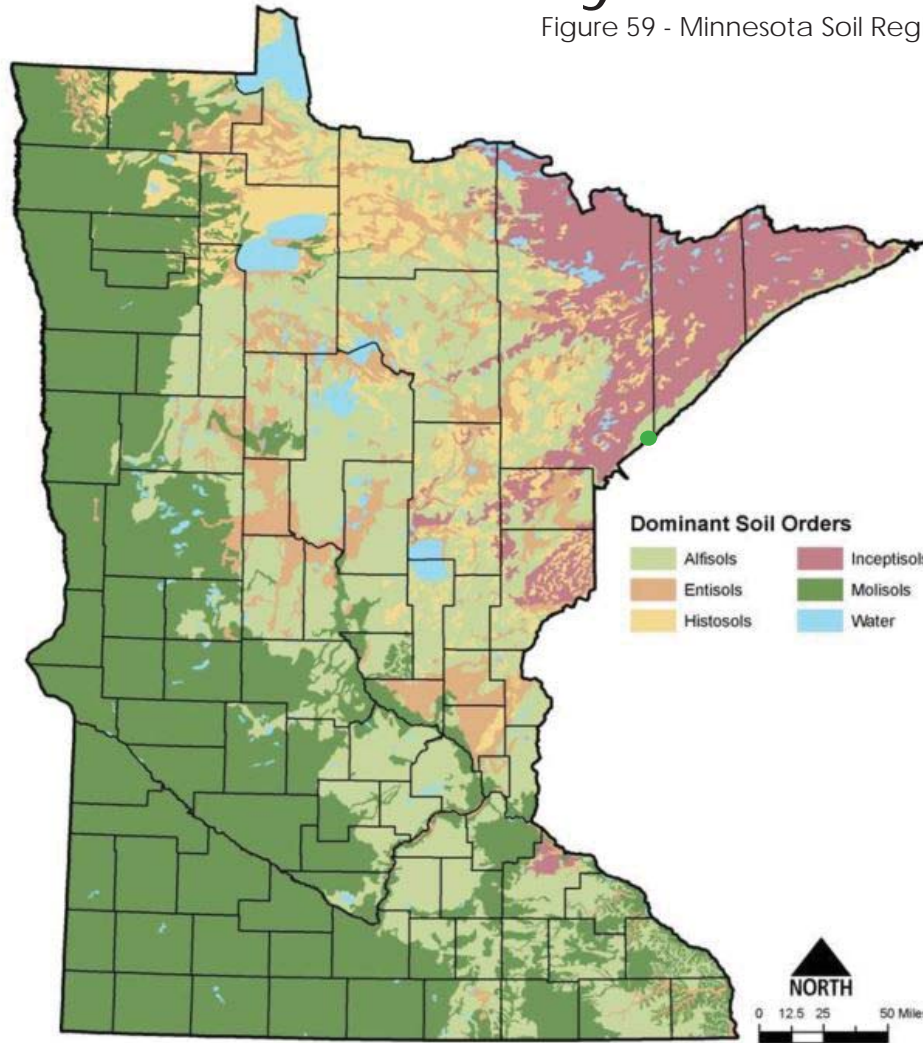 Figure 59 - Minnesota Soil Reg
Dominant Soil Orders
Alfisols
Entisols
Histosols
Inceptisols
Molisols
Water
NORTH
0 12.5 25 50 Miles